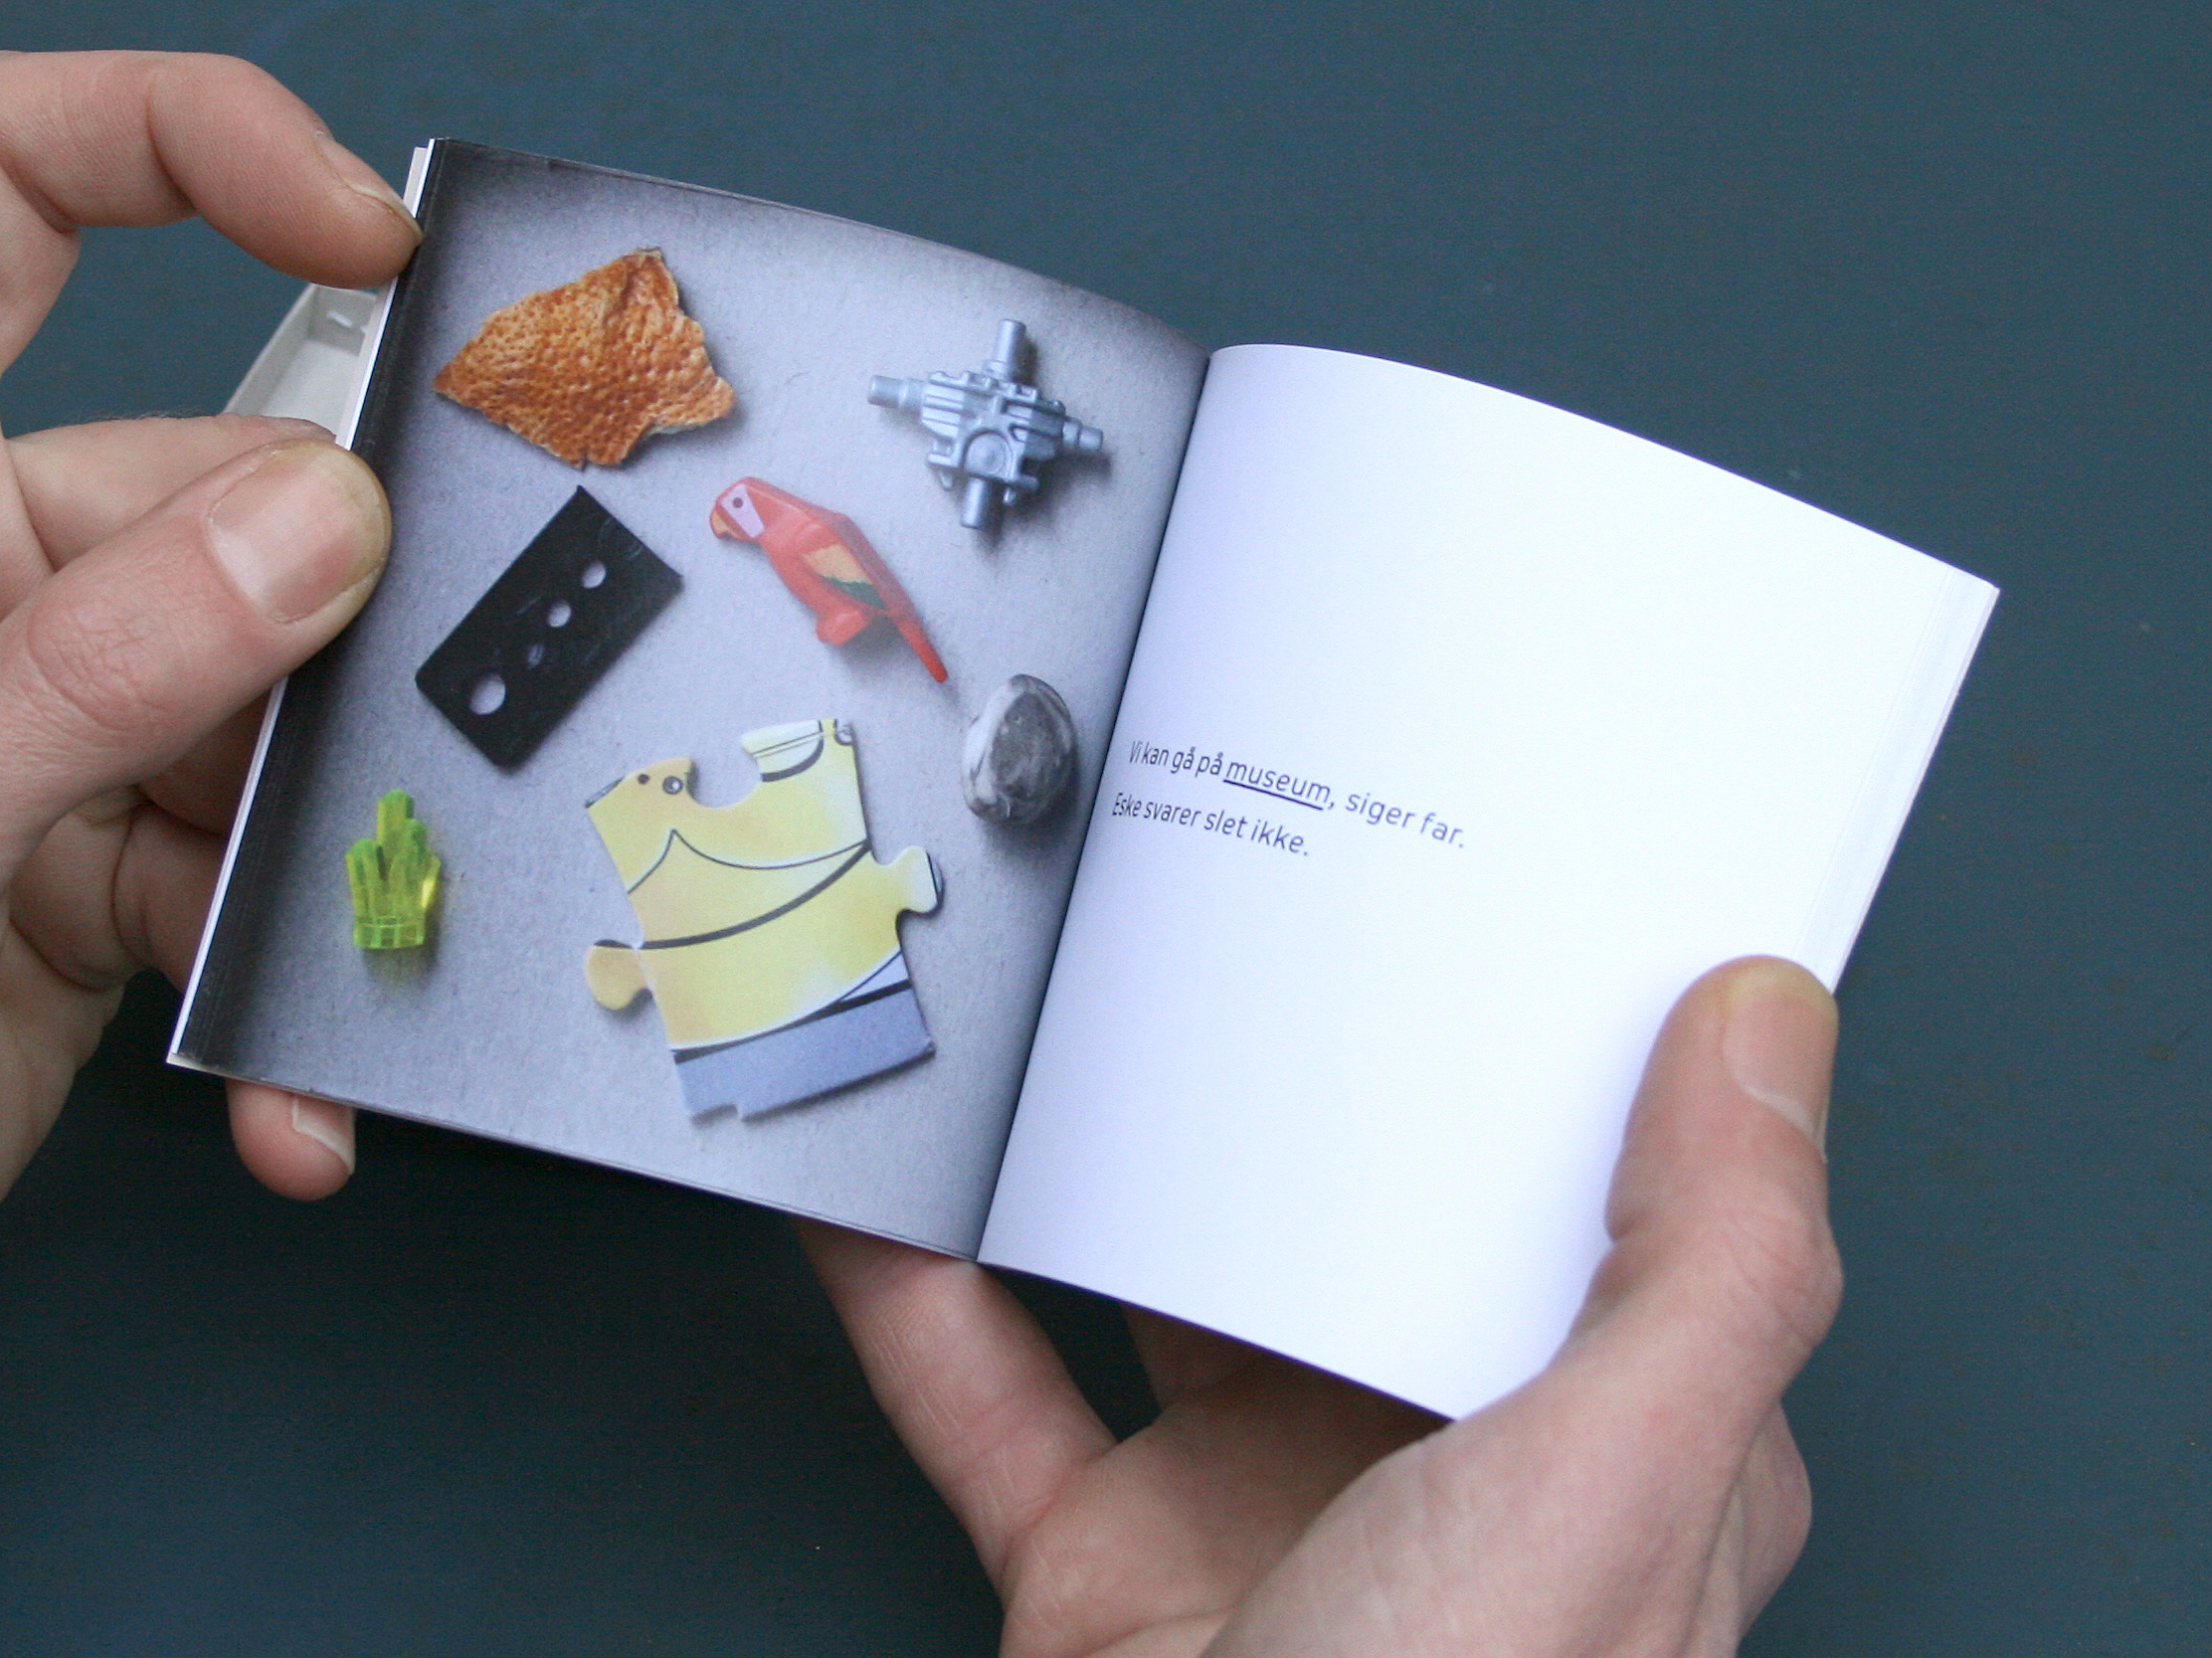 Vi kan gå på museum, siger far.
Eske svarer slet ikke.